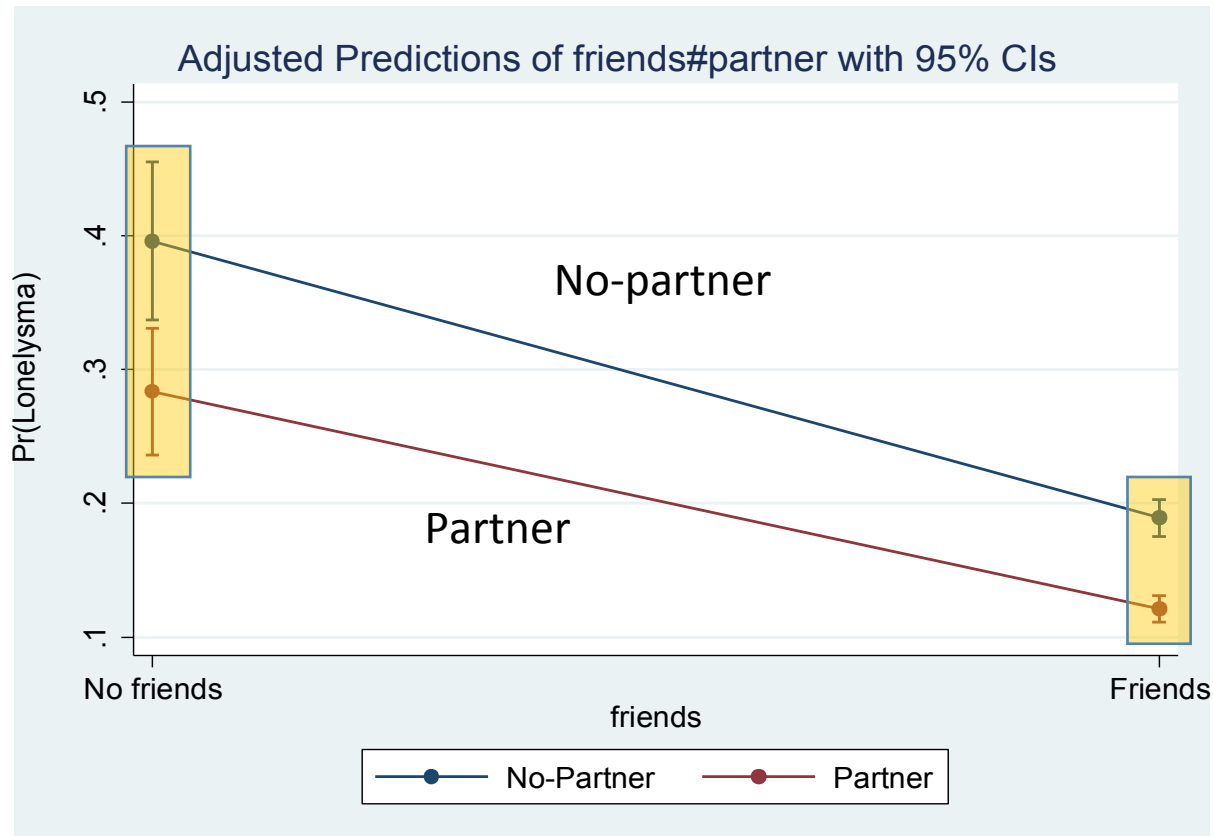 Adjusted Predictions of friends#partner with 95% CIs
Pr(Lonelysma)
.5
.4
.3
.2
.1
No-partner
Partner
No friends
Friends
friends
No-Partner
Partner